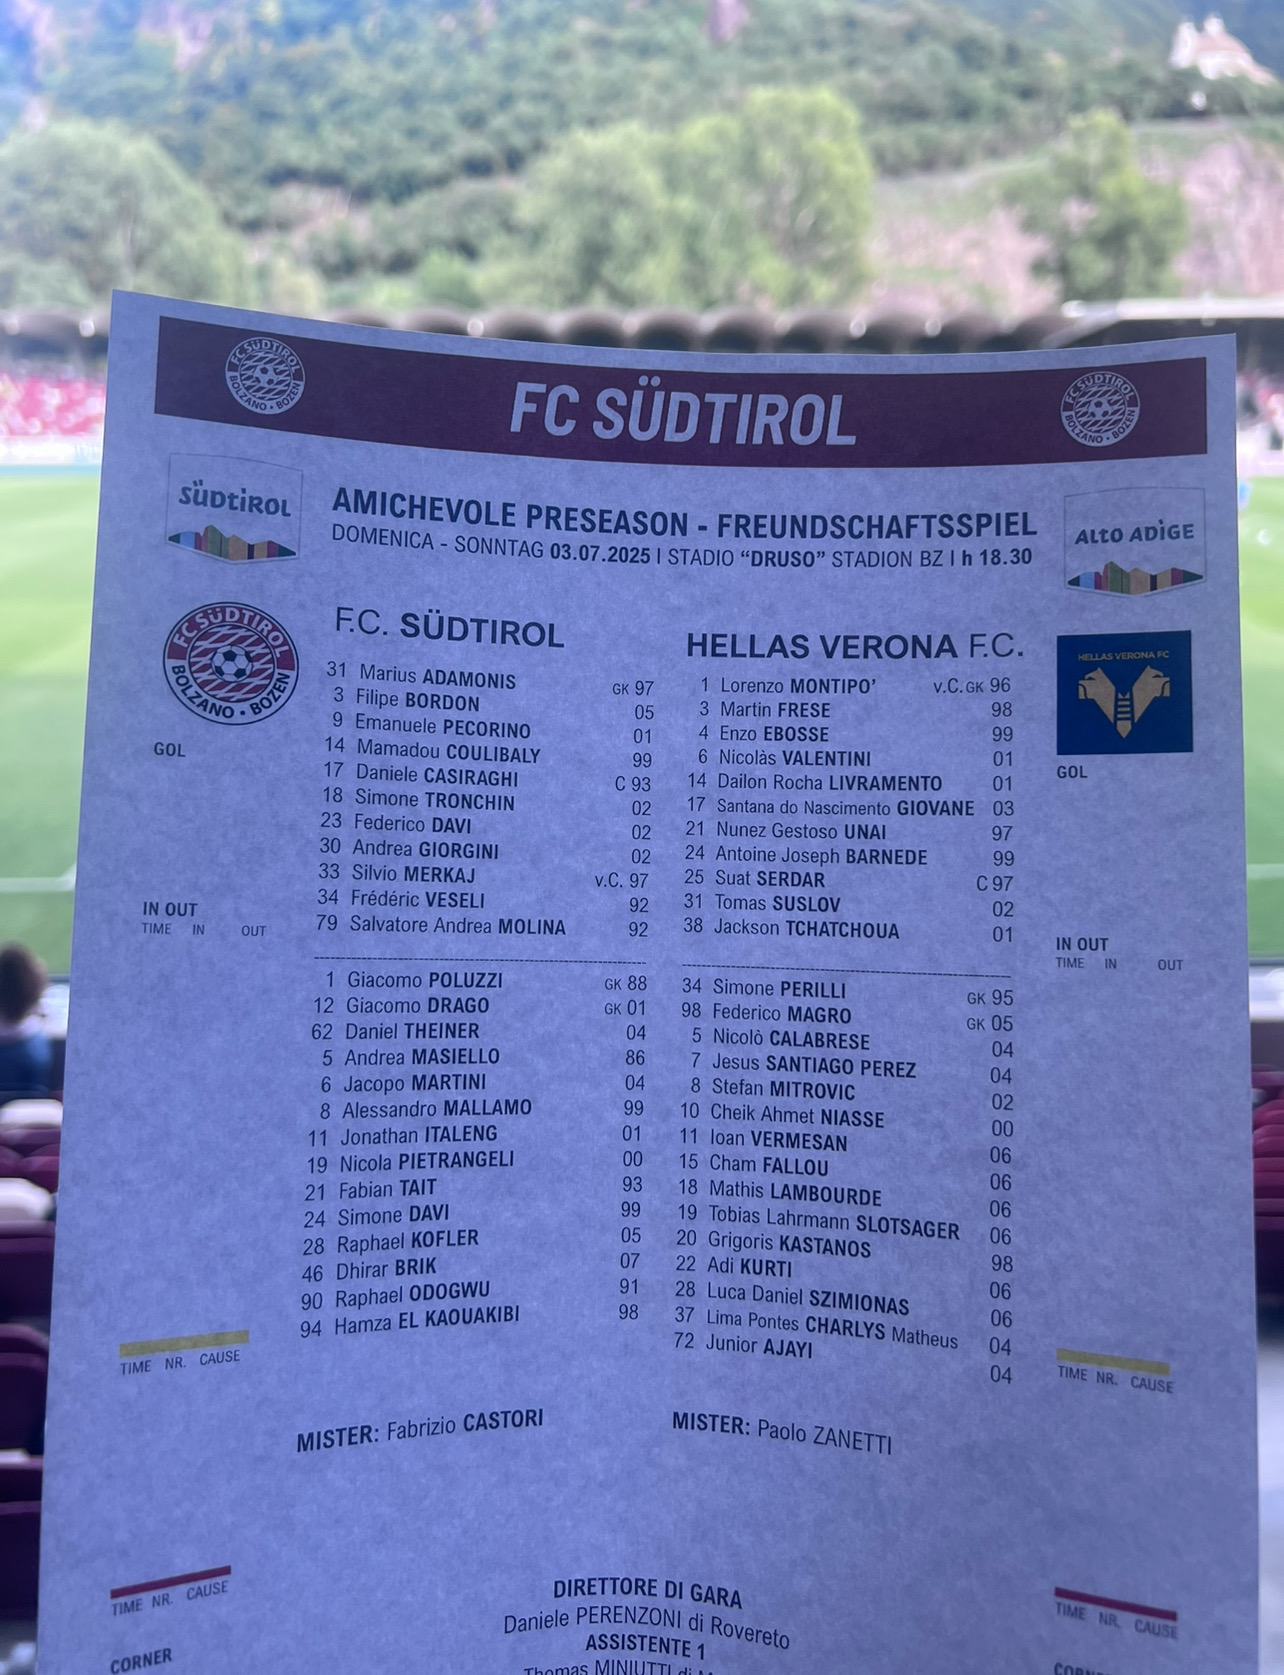 FC SÜDTIROL
BOLZANO • BOZEN
FC SÜDTIROL
FC SÜDTIROL
BOLZANO • BOZEN
SÜDTIROL
AMICHEVOLE PRESEASON - FREUNDSCHAFTSSPIEL
DOMENICA - SONNTAG 03.07.2025 I STADIO “DRUSO” STADION BZ I h 18.30
ALTO ADIGE
FC SÜDTIROL
BOLZANO • BOZEN
F.C. SÜDTIROL
31 Marius ADAMONIS GK 97
3 Filipe BORDON 05
9 Emanuele PECORINO 01
14 Mamadou COULIBALY 99
17 Daniele CASIRAGHI C 93
18 Simone TRONCHIN 02
23 Federico DAVI 02
30 Andrea GIORGINI 02
33 Silvio MERKAJ v.C. 97
34 Frédéric VESELI 92
79 Salvatore Andrea MOLINA 92
1 Giacomo POLUZZI GK 88
12 Giacomo DRAGO GK 01
62 Daniel THEINER 04
5 Andrea MASIELLO 86
6 Jacopo MARTINI 04
8 Alessandro MALLAMO 99
11 Jonathan ITALENG 01
19 Nicola PIETRANGELI 00
21 Fabian TAIT 93
24 Simone DAVI 99
28 Raphael KOFLER 05
46 Dhirar BRIK 07
90 Raphael ODOGWU 91
94 Hamza EL KAOUAKIBI 98
MISTER: Fabrizio CASTORI
GOL
IN OUT
TIME IN OUT
TIME NR. CAUSE
TIME NR. CAUSE
CORNER
HELLAS VERONA F.C.
1 Lorenzo MONTIPO’ v.C. GK 96
3 Martin FRESE 98
4 Enzo EBOSSE 99
6 Nicolàs VALENTINI 01
14 Dailon Rocha LIVRAMENTO 01
17 Santana do Nascimento GIOVANE 03
21 Nunez Gestoso UNAI 97
24 Antoine Joseph BARNEDE 99
25 Suat SERDAR C 97
31 Tomas SUSLOV 02
38 Jackson TCHATCHOUA 01
34 Simone PERILLI GK 95
98 Federico MAGRO GK 05
5 Nicolò CALABRESE 04
7 Jesus SANTIAGO PEREZ 04
8 Stefan MITROVIC 02
10 Cheik Ahmet NIASSE 00
11 Ioan VERMESAN 06
15 Cham FALLOU 06
18 Mathis LAMBOURDE 06
19 Tobias Lahrmann SLOTSAGER 06
20 Grigoris KASTANOS 98
22 Adi KURTI 06
28 Luca Daniel SZIMIONAS 06
37 Lima Pontes CHARLYS Matheus 04
72 Junior AJAYI 04
MISTER: Paolo ZANETTI
HELLAS VERONA FC
GOL
IN OUT
TIME IN OUT
TIME NR. CAUSE
TIME NR. CAUSE
DIRETTORE DI GARA
Daniele PERENZONI di Rovereto
ASSISTENTE 1
Thomas MINIUTTI di